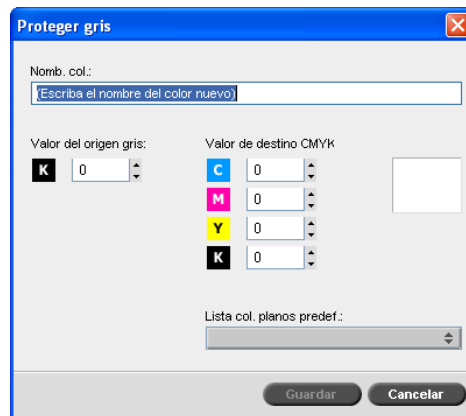 Proteger gris
Nomb. col.:
(Escriba el nombre del color nuevo)
Valor del origen gris: Valor de destino CMYK
K 0 C 0
M 0
Y 0
K 0
Lista col. planos predef.:
Guardar Cancelar